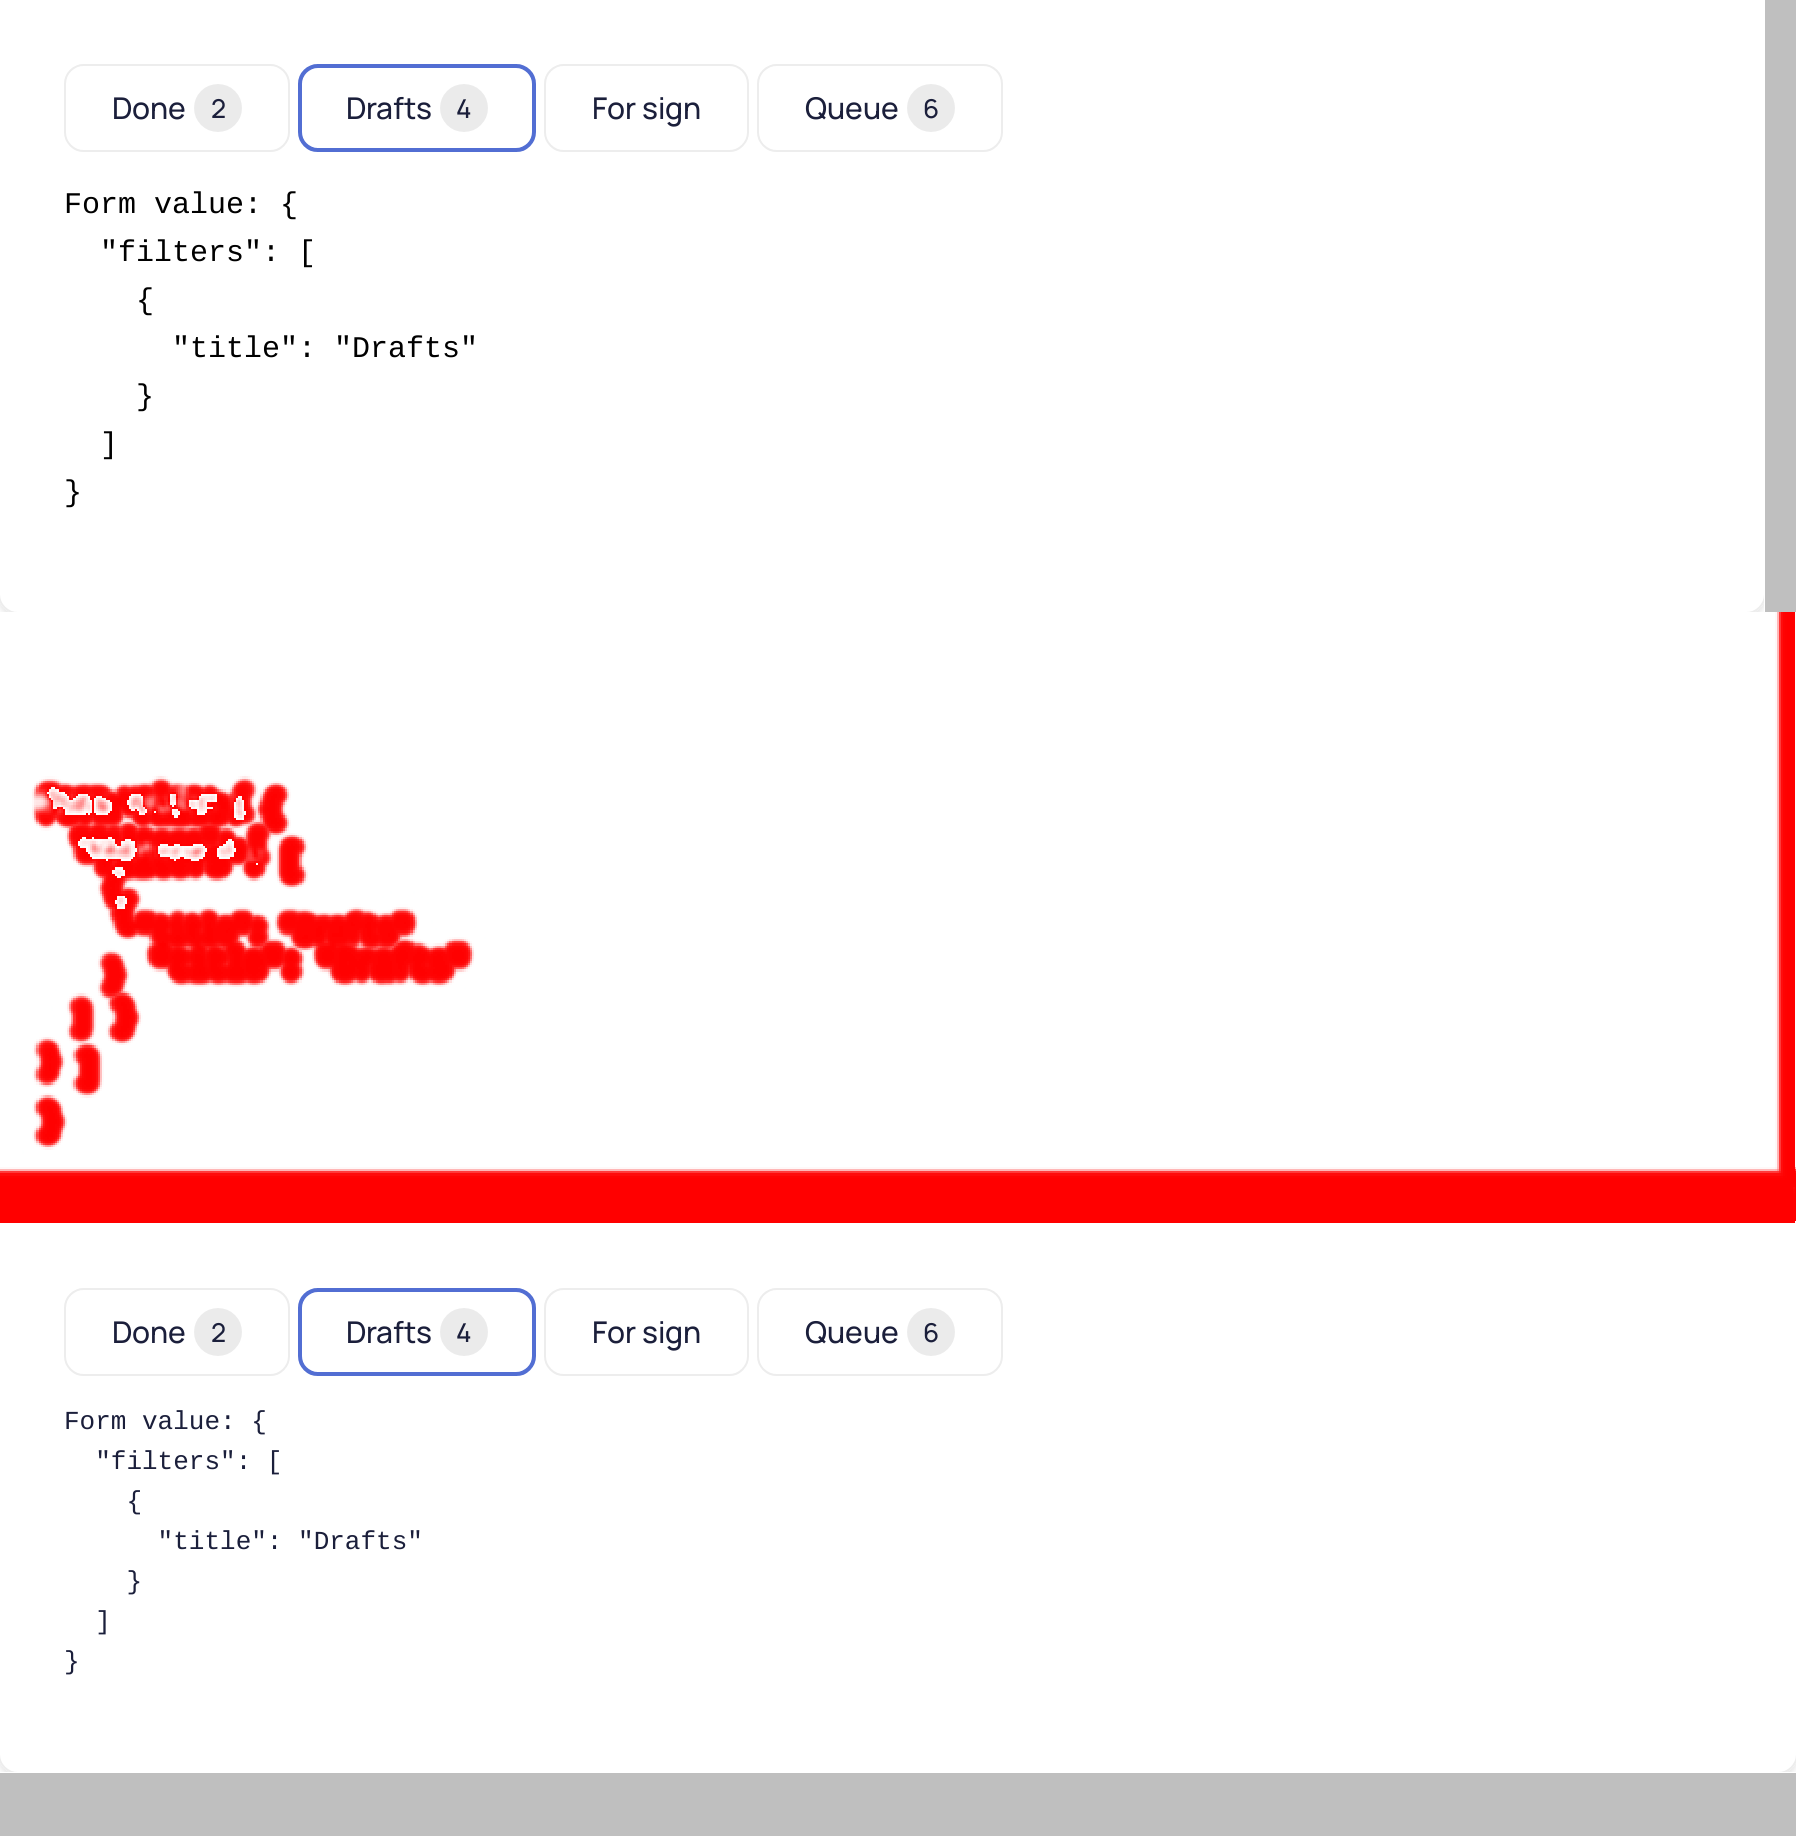 Done 2 Drafts 4 For sign Queue 6
Form value: {
  "filters": [
    {
      "title": "Drafts"
    }
  ]
}
Done 2 Drafts 4 For sign Queue 6
Form value: {
  "filters": [
    {
      "title": "Drafts"
    }
  ]
}